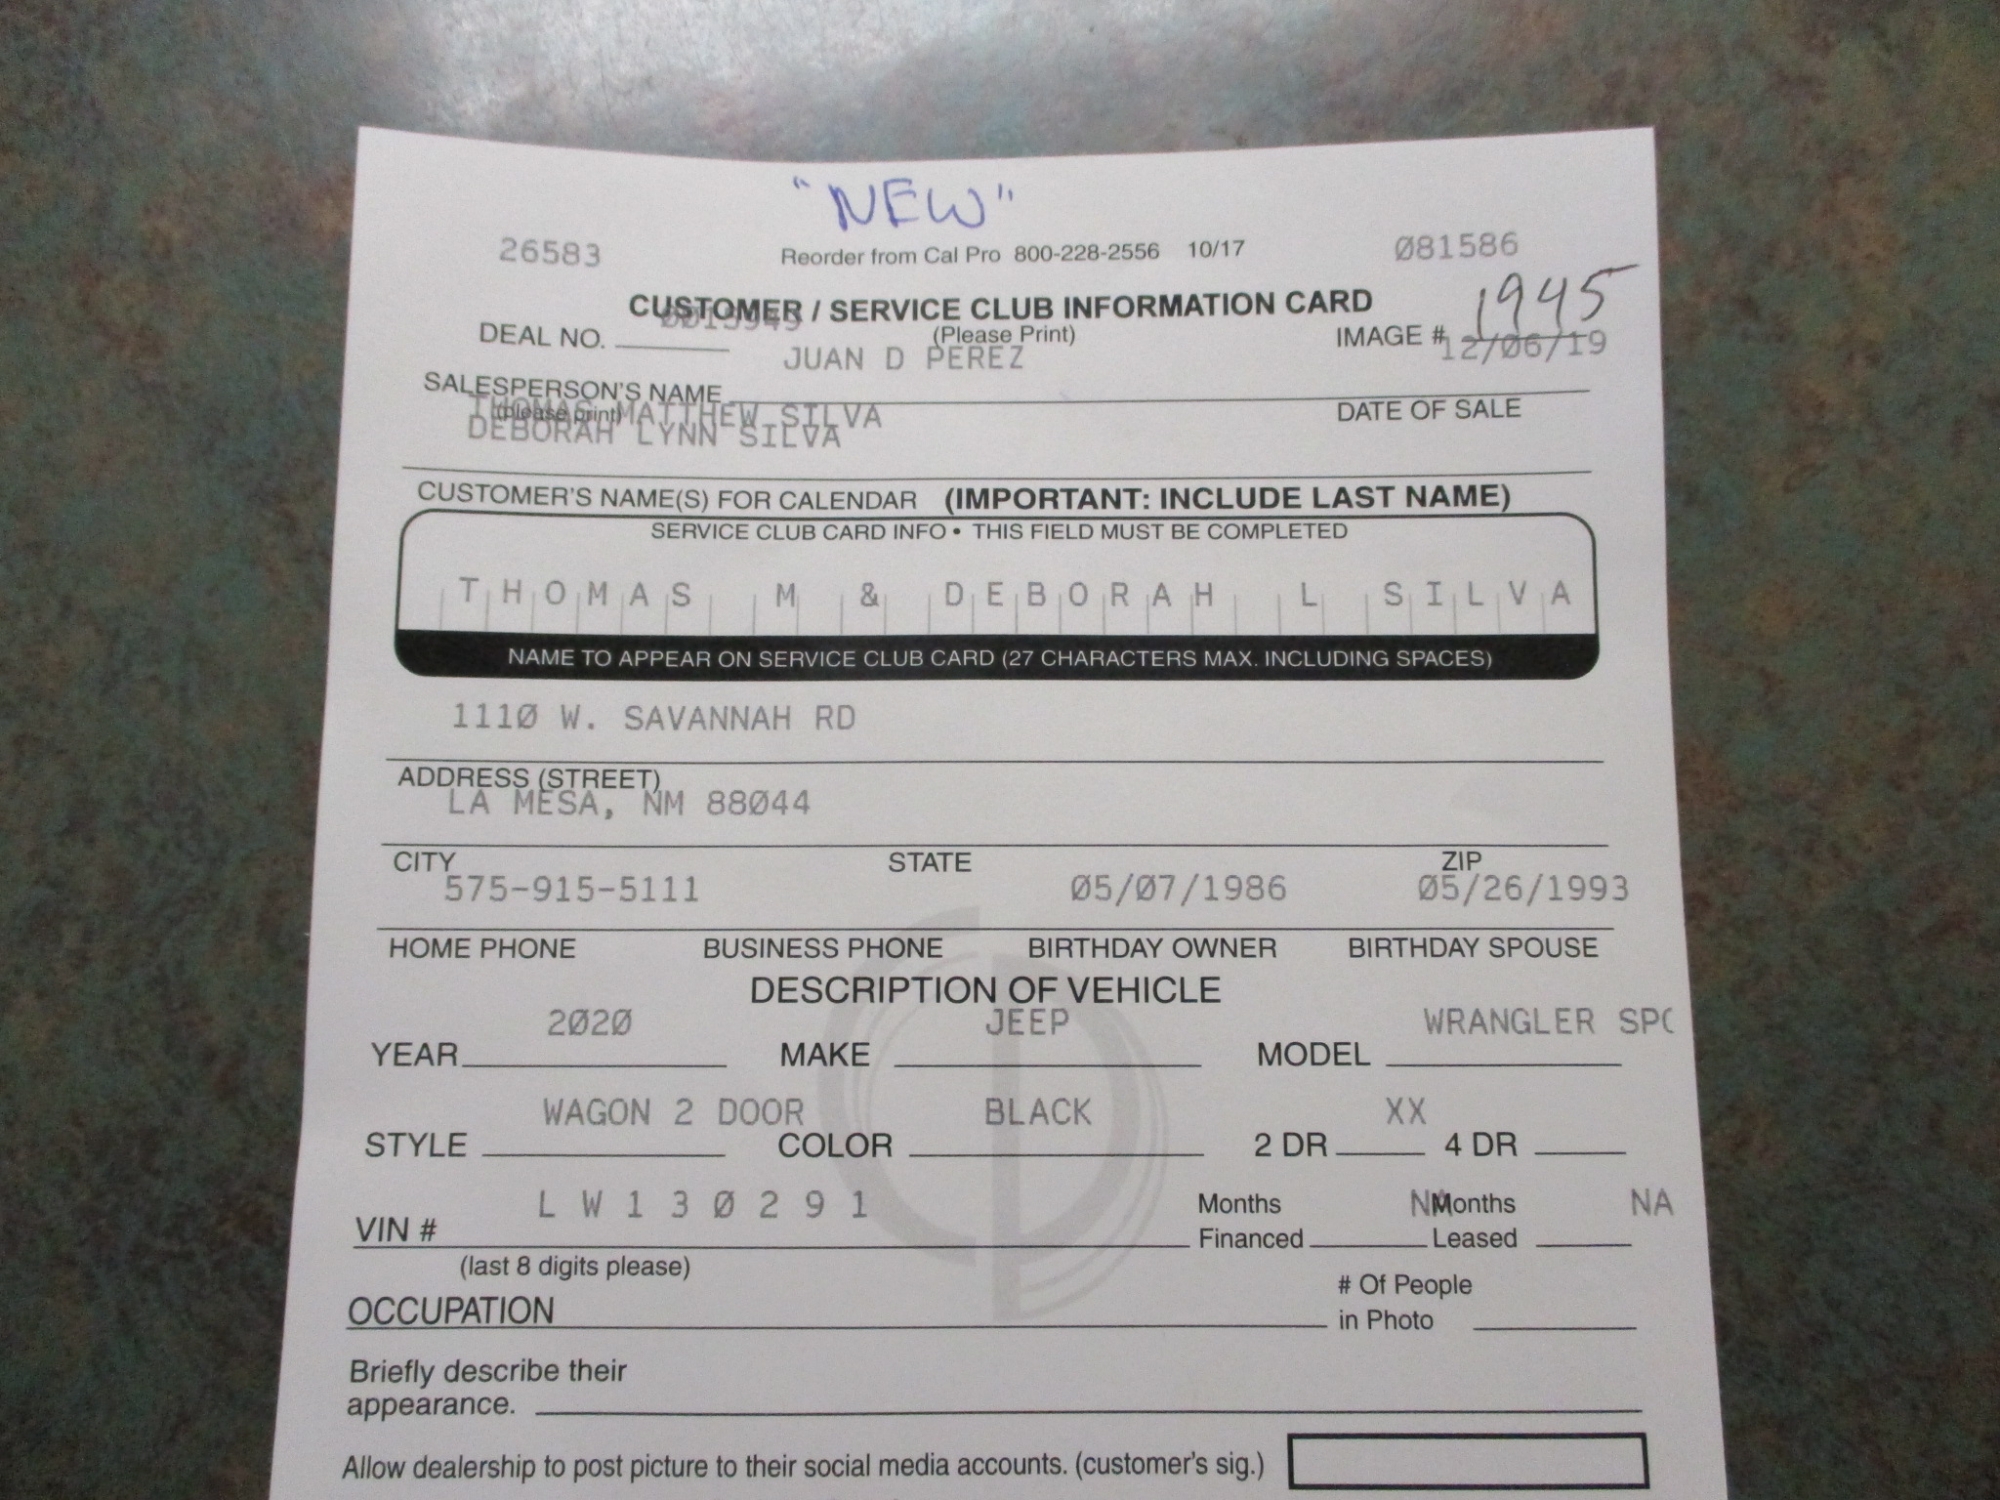 "NEW"
26583 Reorder from Cal Pro 800-228-2556 10/17 Ø81586
CUSTOMER / SERVICE CLUB INFORMATION CARD 1945
DEAL NO. (Please Print) IMAGE #
JUAN D PEREZ 12/Ø6/19
SALESPERSON'S NAME
(please print) DATE OF SALE
THOMAS MATTHEW SILVA
DEBORAH LYNN SILVA
CUSTOMER'S NAME(S) FOR CALENDAR (IMPORTANT: INCLUDE LAST NAME)
SERVICE CLUB CARD INFO • THIS FIELD MUST BE COMPLETED
THOMAS M & DEBORAH L SILVA
NAME TO APPEAR ON SERVICE CLUB CARD (27 CHARACTERS MAX. INCLUDING SPACES)
111Ø W. SAVANNAH RD
ADDRESS (STREET)
LA MESA, NM 88Ø44
CITY STATE ZIP
575-915-5111 Ø5/Ø7/1986 Ø5/26/1993
HOME PHONE BUSINESS PHONE BIRTHDAY OWNER BIRTHDAY SPOUSE
DESCRIPTION OF VEHICLE
2Ø2Ø JEEP WRANGLER SPO
YEAR MAKE MODEL
WAGON 2 DOOR BLACK XX
STYLE COLOR 2 DR 4 DR
LW13Ø291 Months NA Months NA
VIN # Financed Leased
(last 8 digits please) # Of People
OCCUPATION in Photo
Briefly describe their
appearance.
Allow dealership to post picture to their social media accounts. (customer's sig.)